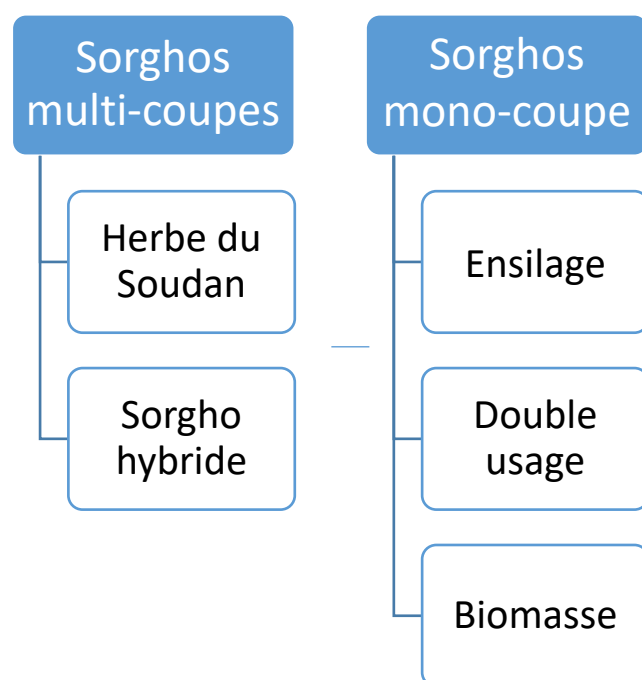 Sorghos
multi-coupes
Herbe du
Soudan
Sorgho
hybride
Sorghos
mono-coupe
Ensilage
Double
usage
Biomasse